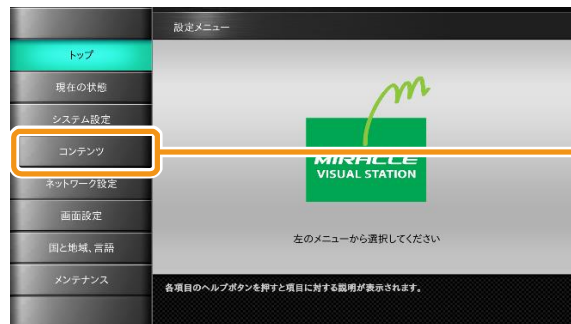 設定メニュー
トップ
現在の状態
システム設定
コンテンツ
ネットワーク設定
画面設定
国と地域、言語
メンテナンス
MIRACLE
VISUAL STATION
左のメニューから選択してください
各項目のヘルプボタンを押すと項目に対する説明が表示されます。